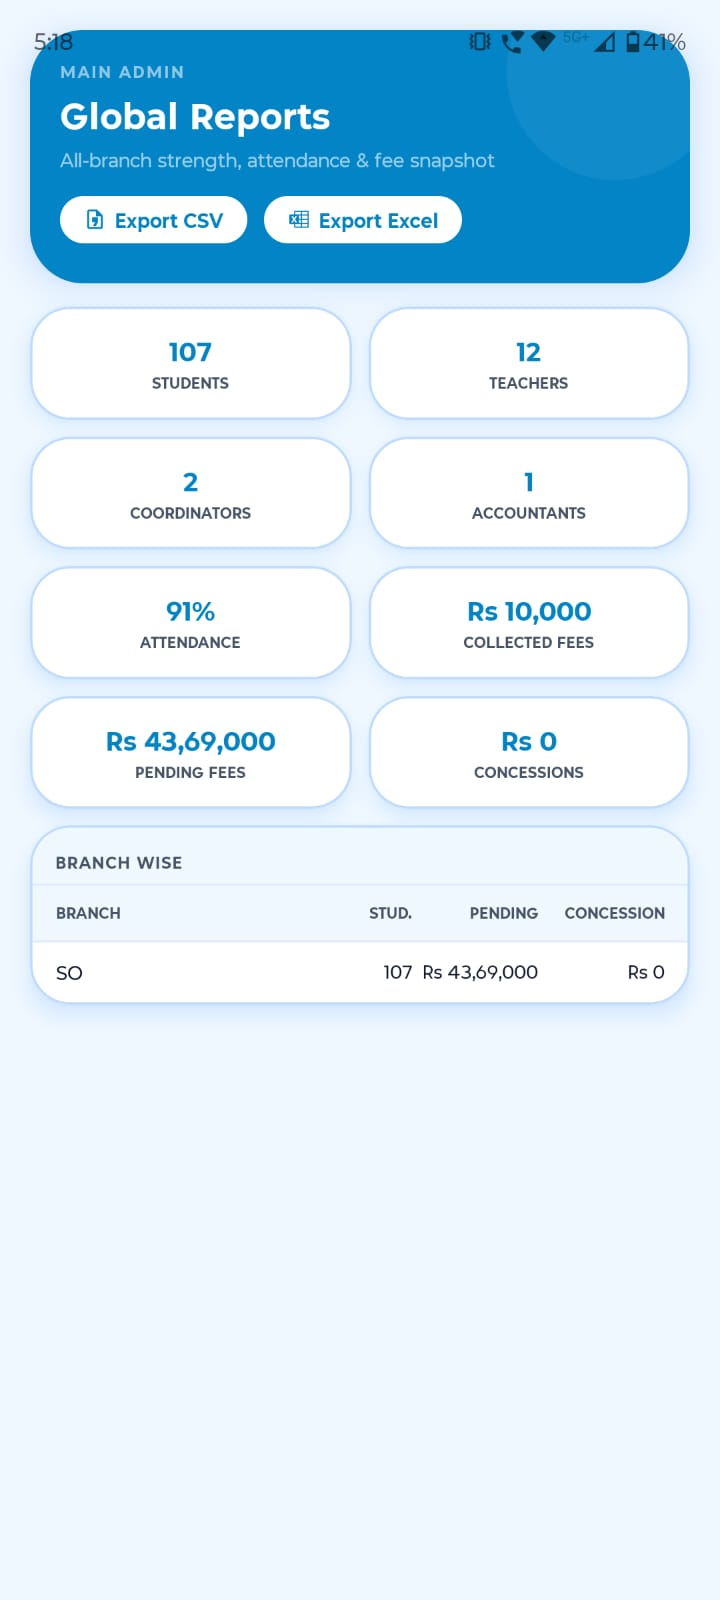 5:18 5G+ 41%
MAIN ADMIN
Global Reports
All-branch strength, attendance & fee snapshot
Export CSV Export Excel
107 12
STUDENTS TEACHERS
2 1
COORDINATORS ACCOUNTANTS
91% Rs 10,000
ATTENDANCE COLLECTED FEES
Rs 43,69,000 Rs 0
PENDING FEES CONCESSIONS
BRANCH WISE
BRANCH STUD. PENDING CONCESSION
SO 107 Rs 43,69,000 Rs 0